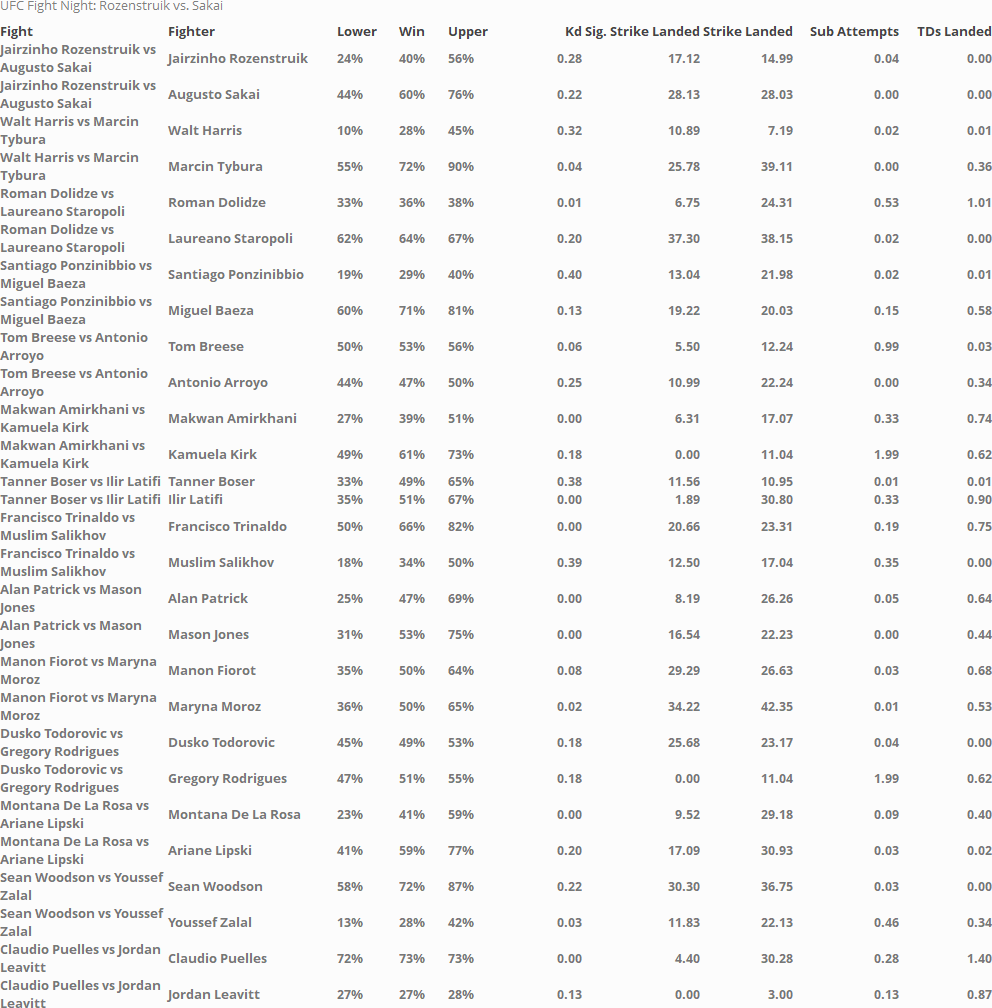 UFC Fight Night: Rozenstruik vs. Sakai
Fight Fighter Lower Win Upper Kd Sig. Strike Landed Strike Landed Sub Attempts TDs Landed
Jairzinho Rozenstruik vs
Augusto Sakai
Jairzinho Rozenstruik 24% 40% 56% 0.28 17.12 14.99 0.04 0.00
Jairzinho Rozenstruik vs
Augusto Sakai
Augusto Sakai 44% 60% 76% 0.22 28.13 28.03 0.00 0.00
Walt Harris vs Marcin
Tybura
Walt Harris 10% 28% 45% 0.32 10.89 7.19 0.02 0.01
Walt Harris vs Marcin
Tybura
Marcin Tybura 55% 72% 90% 0.04 25.78 39.11 0.00 0.36
Roman Dolidze vs
Laureano Staropoli
Roman Dolidze 33% 36% 38% 0.01 6.75 24.31 0.53 1.01
Roman Dolidze vs
Laureano Staropoli
Laureano Staropoli 62% 64% 67% 0.20 37.30 38.15 0.02 0.00
Santiago Ponzinibbio vs
Miguel Baeza
Santiago Ponzinibbio 19% 29% 40% 0.40 13.04 21.98 0.02 0.01
Santiago Ponzinibbio vs
Miguel Baeza
Miguel Baeza 60% 71% 81% 0.13 19.22 20.03 0.15 0.58
Tom Breese vs Antonio
Arroyo
Tom Breese 50% 53% 56% 0.06 5.50 12.24 0.99 0.03
Tom Breese vs Antonio
Arroyo
Antonio Arroyo 44% 47% 50% 0.25 10.99 22.24 0.00 0.34
Makwan Amirkhani vs
Kamuela Kirk
Makwan Amirkhani 27% 39% 51% 0.00 6.31 17.07 0.33 0.74
Makwan Amirkhani vs
Kamuela Kirk
Kamuela Kirk 49% 61% 73% 0.18 0.00 11.04 1.99 0.62
Tanner Boser vs Ilir Latifi Tanner Boser 33% 49% 65% 0.38 11.56 10.95 0.01 0.01
Tanner Boser vs Ilir Latifi Ilir Latifi 35% 51% 67% 0.00 1.89 30.80 0.33 0.90
Francisco Trinaldo vs
Muslim Salikhov
Francisco Trinaldo 50% 66% 82% 0.00 20.66 23.31 0.19 0.75
Francisco Trinaldo vs
Muslim Salikhov
Muslim Salikhov 18% 34% 50% 0.39 12.50 17.04 0.35 0.00
Alan Patrick vs Mason
Jones
Alan Patrick 25% 47% 69% 0.00 8.19 26.26 0.05 0.64
Alan Patrick vs Mason
Jones
Mason Jones 31% 53% 75% 0.00 16.54 22.23 0.00 0.44
Manon Fiorot vs Maryna
Moroz
Manon Fiorot 35% 50% 64% 0.08 29.29 26.63 0.03 0.68
Manon Fiorot vs Maryna
Moroz
Maryna Moroz 36% 50% 65% 0.02 34.22 42.35 0.01 0.53
Dusko Todorovic vs
Gregory Rodrigues
Dusko Todorovic 45% 49% 53% 0.18 25.68 23.17 0.04 0.00
Dusko Todorovic vs
Gregory Rodrigues
Gregory Rodrigues 47% 51% 55% 0.18 0.00 11.04 1.99 0.62
Montana De La Rosa vs
Ariane Lipski
Montana De La Rosa 23% 41% 59% 0.00 9.52 29.18 0.09 0.40
Montana De La Rosa vs
Ariane Lipski
Ariane Lipski 41% 59% 77% 0.20 17.09 30.93 0.03 0.02
Sean Woodson vs Youssef
Zalal
Sean Woodson 58% 72% 87% 0.22 30.30 36.75 0.03 0.00
Sean Woodson vs Youssef
Zalal
Youssef Zalal 13% 28% 42% 0.03 11.83 22.13 0.46 0.34
Claudio Puelles vs Jordan
Leavitt
Claudio Puelles 72% 73% 73% 0.00 4.40 30.28 0.28 1.40
Claudio Puelles vs Jordan
Leavitt
Jordan Leavitt 27% 27% 28% 0.13 0.00 3.00 0.13 0.87